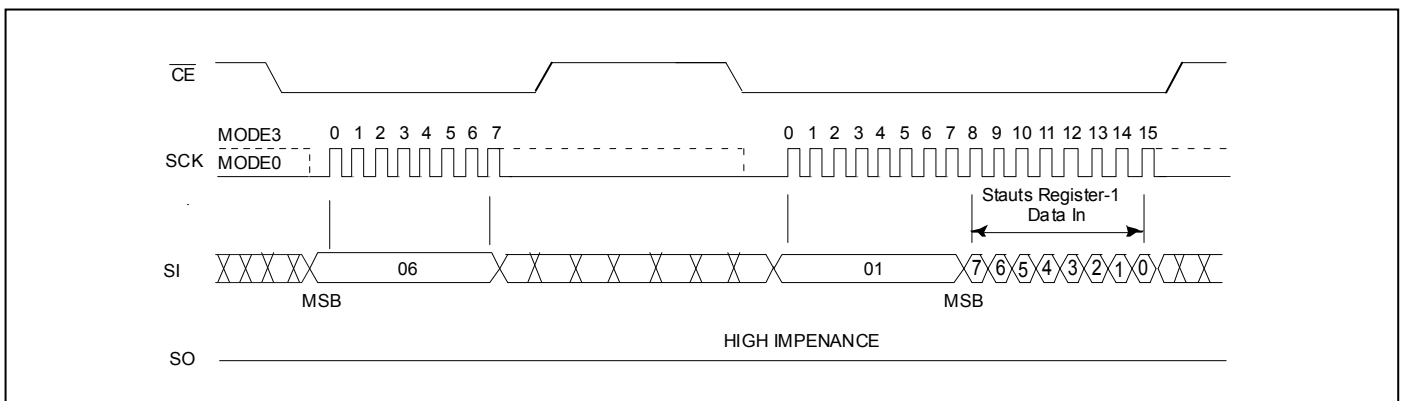 CE
MODE3 0 1 2 3 4 5 6 7 0 1 2 3 4 5 6 7 8 9 10 11 12 13 14 15
SCK MODE0
Stauts Register-1
Data In
SI 06 01 7 6 5 4 3 2 1 0
MSB MSB
HIGH IMPENANCE
SO